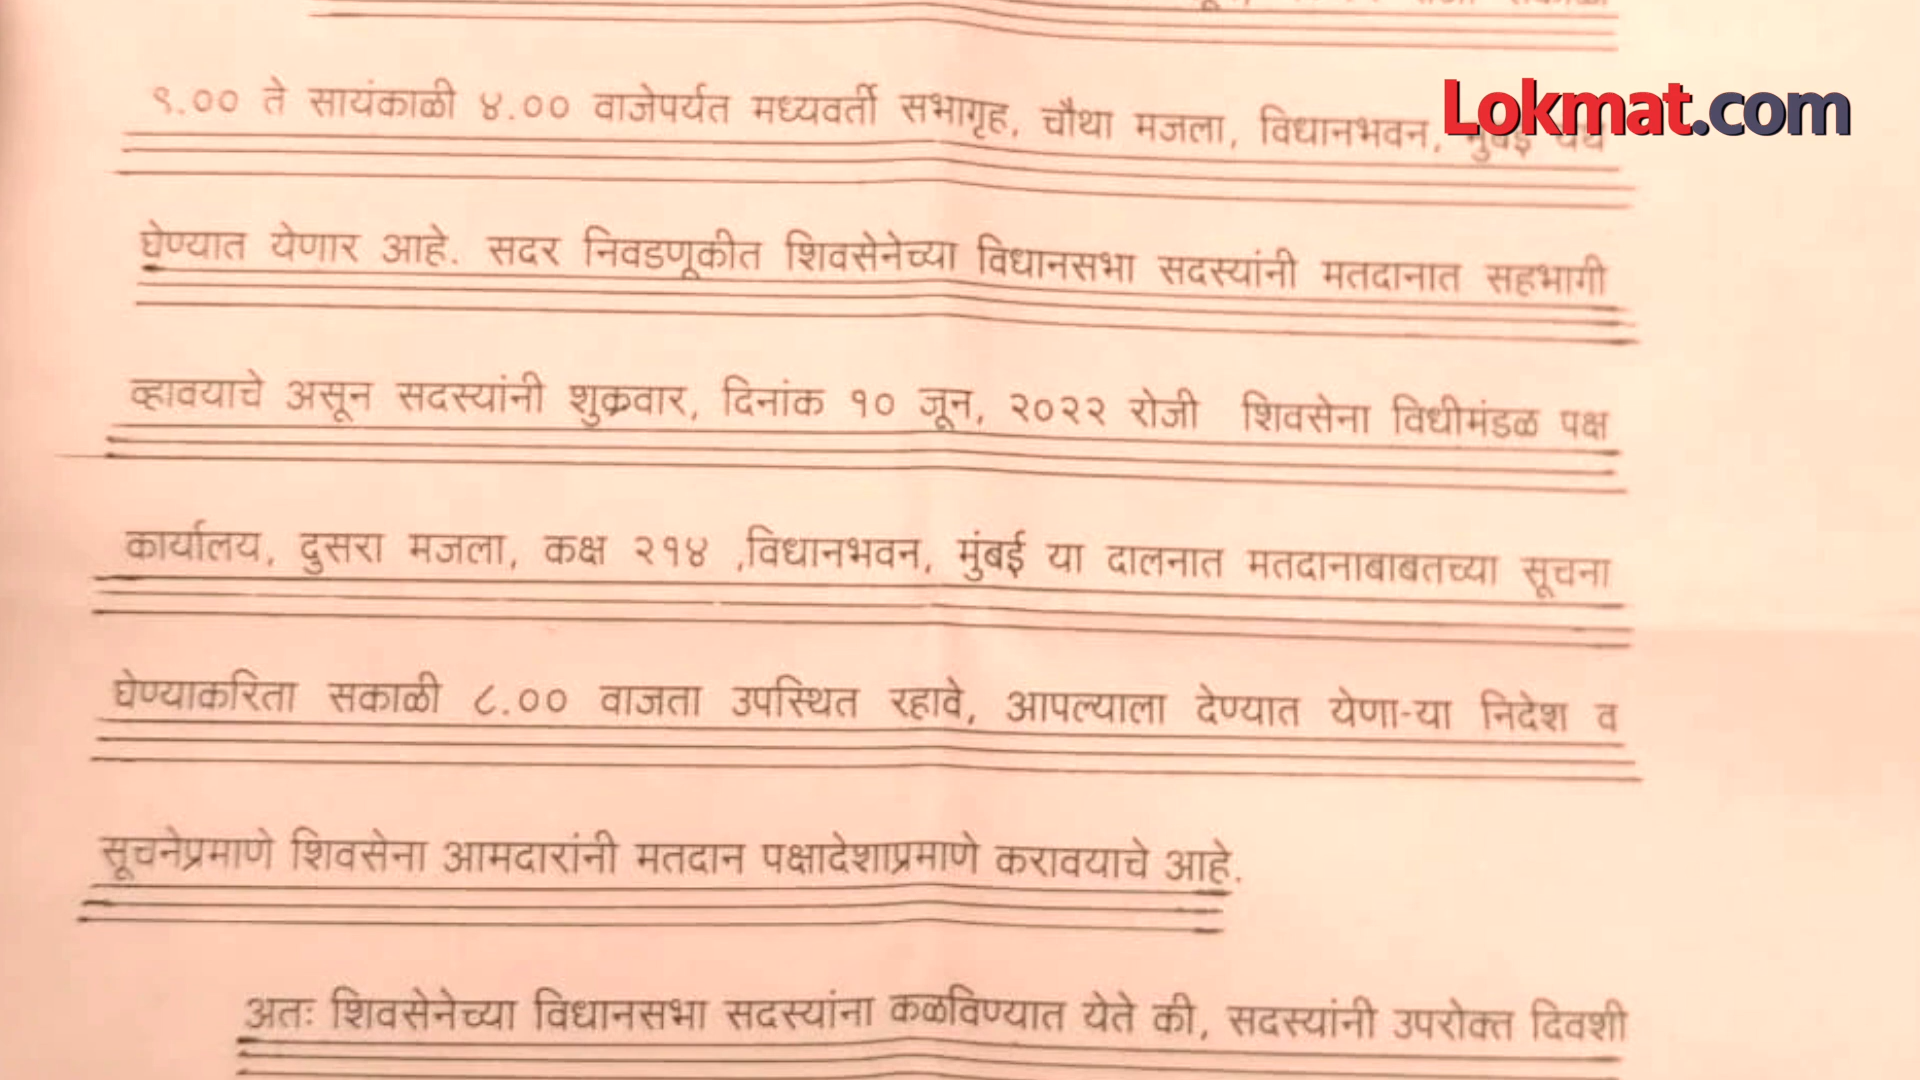 Lokmat.com
९.०० ते सायंकाळी ४.०० वाजेपर्यत मध्यवर्ती सभागृह, चौथा मजला, विधानभवन, मुंबई
घेण्यात येणार आहे. सदर निवडणूकीत शिवसेनेच्या विधानसभा सदस्यांनी मतदानात सहभागी
व्हावयाचे असून सदस्यांनी शुक्रवार, दिनांक १० जून, २०२२ रोजी शिवसेना विधीमंडळ पक्ष
कार्यालय, दुसरा मजला, कक्ष २१४ ,विधानभवन, मुंबई या दालनात मतदानाबाबतच्या सूचना
घेण्याकरिता सकाळी ८.०० वाजता उपस्थित रहावे, आपल्याला देण्यात येणा-या निदेश व
सूचनेप्रमाणे शिवसेना आमदारांनी मतदान पक्षादेशाप्रमाणे करावयाचे आहे.
अतः शिवसेनेच्या विधानसभा सदस्यांना कळविण्यात येते की, सदस्यांनी उपरोक्त दिवशी